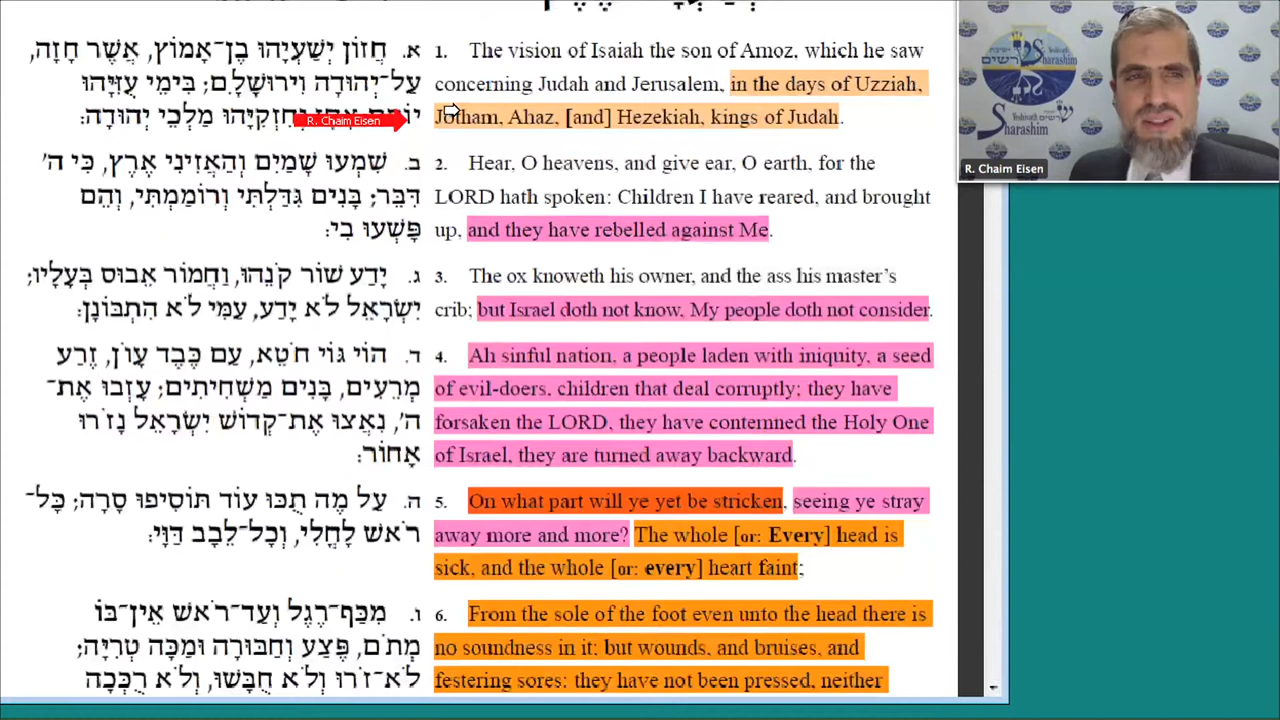 א. חֲזוֹן יְשַׁעְיָהוּ בֶן־אָמוֹץ, אֲשֶׁר חָזָה,
עַל־יְהוּדָה וִירוּשָׁלָ‍ִם; בִּימֵי עֻזִּיָּהוּ
R. Chaim Eisen
מַלְכֵי יְהוּדָה:
1. The vision of Isaiah the son of Amoz, which he saw
concerning Judah and Jerusalem, in the days of Uzziah,
Jotham, Ahaz, [and] Hezekiah, kings of Judah.
ב. שִׁמְעוּ שָׁמַיִם וְהַאֲזִינִי אֶרֶץ, כִּי ה'
דִּבֵּר; בָּנִים גִּדַּלְתִּי וְרוֹמַמְתִּי, וְהֵם
פָּשְׁעוּ בִי:
2. Hear, O heavens, and give ear, O earth, for the
LORD hath spoken: Children I have reared, and brought
up, and they have rebelled against Me.
ג. יָדַע שׁוֹר קֹנֵהוּ, וַחֲמוֹר אֵבוּס בְּעָלָיו;
יִשְׂרָאֵל לֹא יָדַע, עַמִּי לֹא הִתְבּוֹנָן:
3. The ox knoweth his owner, and the ass his master's
crib; but Israel doth not know, My people doth not consider.
ד. הוֹי גּוֹי חֹטֵא, עַם כֶּבֶד עָוֹן, זֶרַע
מְרֵעִים, בָּנִים מַשְׁחִיתִים; עָזְבוּ אֶת־
ה', נִאֲצוּ אֶת־קְדוֹשׁ יִשְׂרָאֵל נָזֹרוּ
אָחוֹר:
4. Ah sinful nation, a people laden with iniquity, a seed
of evil-doers, children that deal corruptly; they have
forsaken the LORD, they have contemned the Holy One
of Israel, they are turned away backward.
ה. עַל מֶה תֻכּוּ עוֹד תּוֹסִיפוּ סָרָה; כָּל־
רֹאשׁ לָחֳלִי, וְכָל־לֵבָב דַּוָּי:
5. On what part will ye yet be stricken, seeing ye stray
away more and more? The whole [or: Every] head is
sick, and the whole [or: every] heart faint;
ו. מִכַּף־רֶגֶל וְעַד־רֹאשׁ אֵין־בּוֹ
מְתֹם, פֶּצַע וְחַבּוּרָה וּמַכָּה טְרִיָּה;
לֹא־זֹרוּ וְלֹא חֻבָּשׁוּ, וְלֹא רֻכְּכָה
6. From the sole of the foot even unto the head there is
no soundness in it; but wounds, and bruises, and
festering sores: they have not been pressed, neither
Yeshivath
Sharashim
R. Chaim Eisen